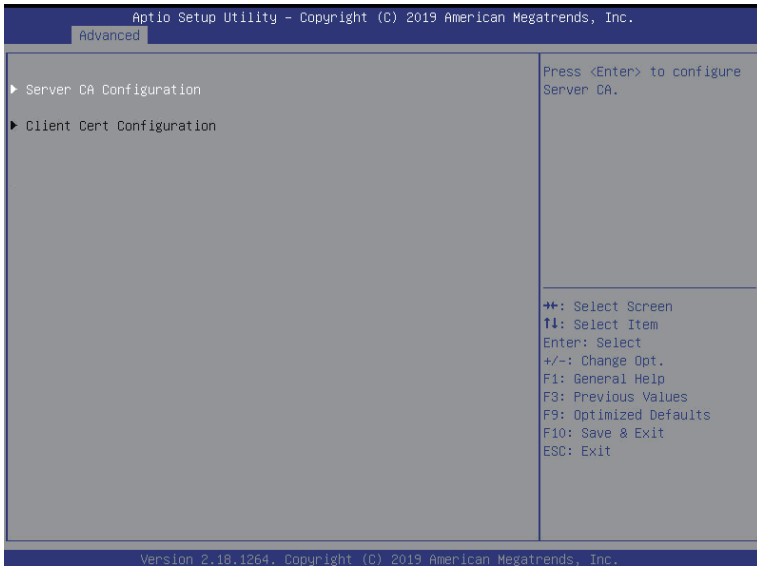 Aptio Setup Utility – Copyright (C) 2019 American Megatrends, Inc.
Advanced
▶ Server CA Configuration
▶ Client Cert Configuration
Press <Enter> to configure
Server CA.
→←: Select Screen
↑↓: Select Item
Enter: Select
+/-: Change Opt.
F1: General Help
F3: Previous Values
F9: Optimized Defaults
F10: Save & Exit
ESC: Exit
Version 2.18.1264. Copyright (C) 2019 American Megatrends, Inc.